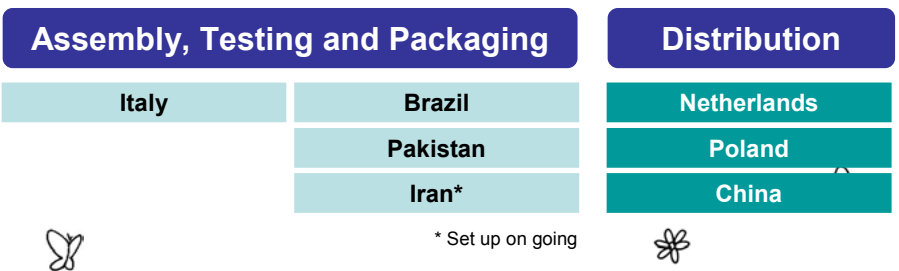 Assembly, Testing and Packaging
Distribution
Italy
Brazil
Netherlands
Pakistan
Poland
Iran*
China
* Set up on going